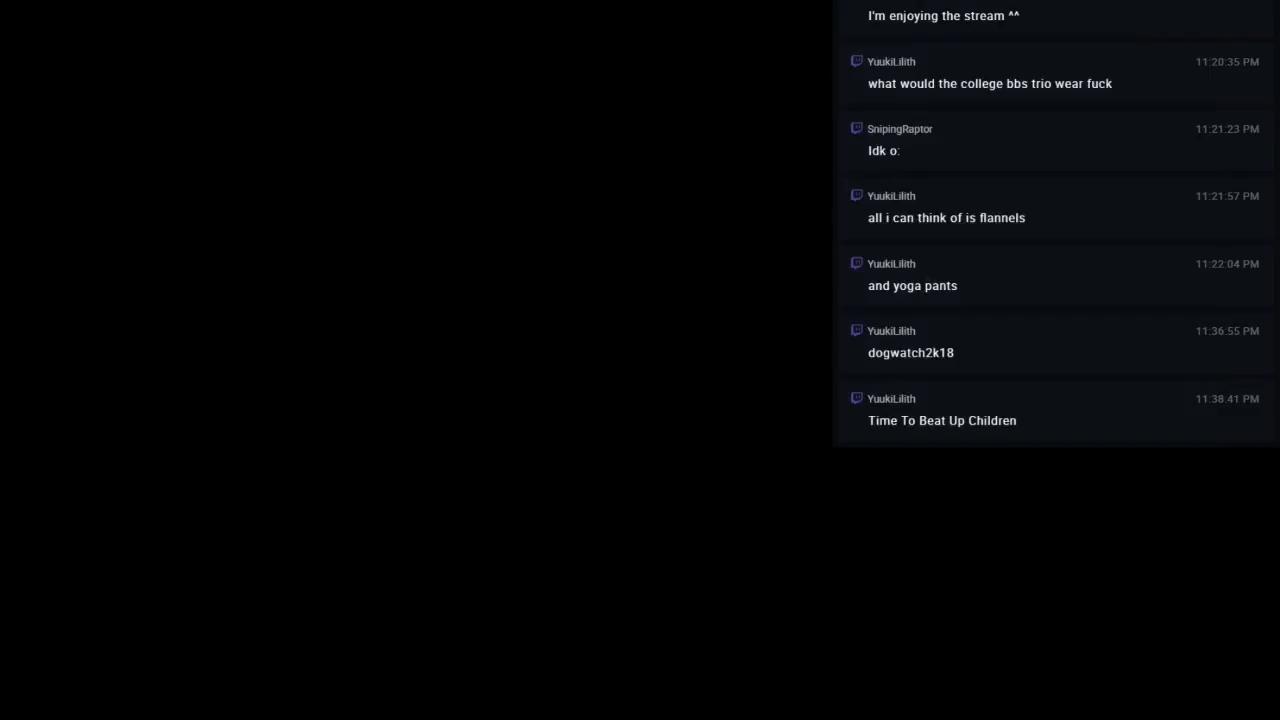 I'm enjoying the stream ^^
YuukiLilith 11:20:35 PM
what would the college bbs trio wear fuck
SnipingRaptor 11:21:23 PM
Idk o:
YuukiLilith 11:21:57 PM
all i can think of is flannels
YuukiLilith 11:22:04 PM
and yoga pants
YuukiLilith 11:36:55 PM
dogwatch2k18
YuukiLilith 11:38:41 PM
Time To Beat Up Children